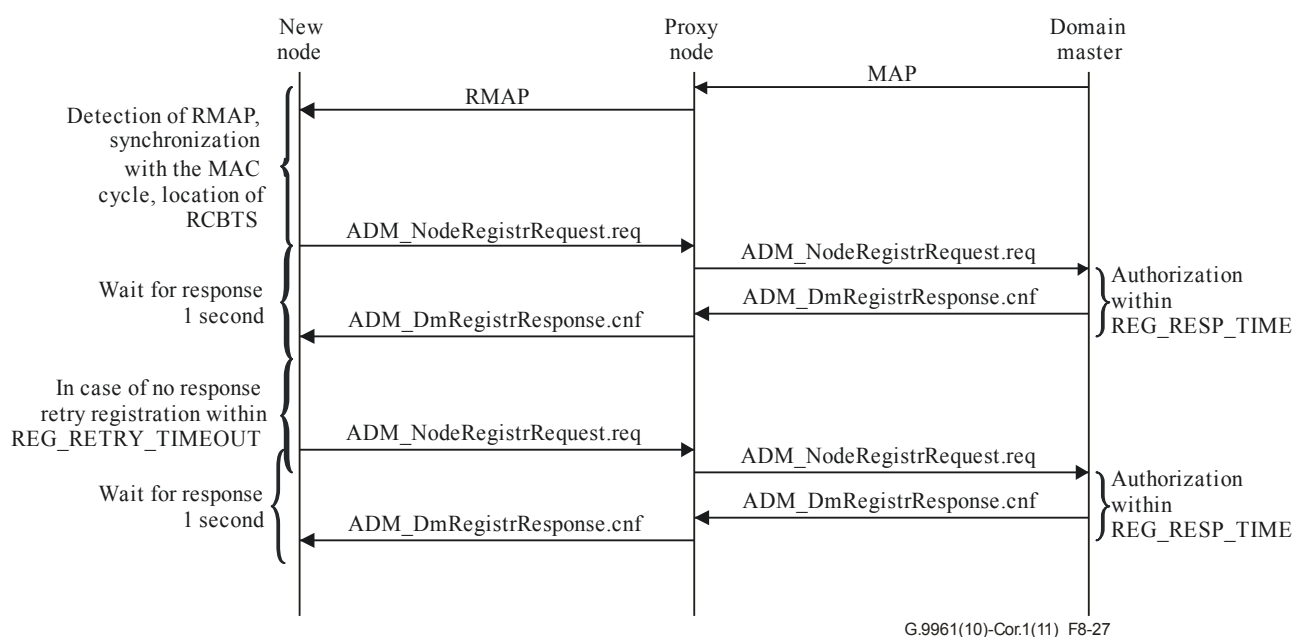 New
node
Proxy
node
Domain
master
MAP
RMAP
Detection of RMAP,
synchronization
with the MAC
cycle, location of
RCBTS
ADM_NodeRegistrRequest.req
ADM_NodeRegistrRequest.req
Wait for response
1 second
ADM_DmRegistrResponse.cnf
ADM_DmRegistrResponse.cnf
Authorization
within
REG_RESP_TIME
In case of no response
retry registration within
REG_RETRY_TIMEOUT
ADM_NodeRegistrRequest.req
ADM_NodeRegistrRequest.req
Wait for response
1 second
ADM_DmRegistrResponse.cnf
ADM_DmRegistrResponse.cnf
Authorization
within
REG_RESP_TIME
G.9961(10)-Cor.1(11)_F8-27